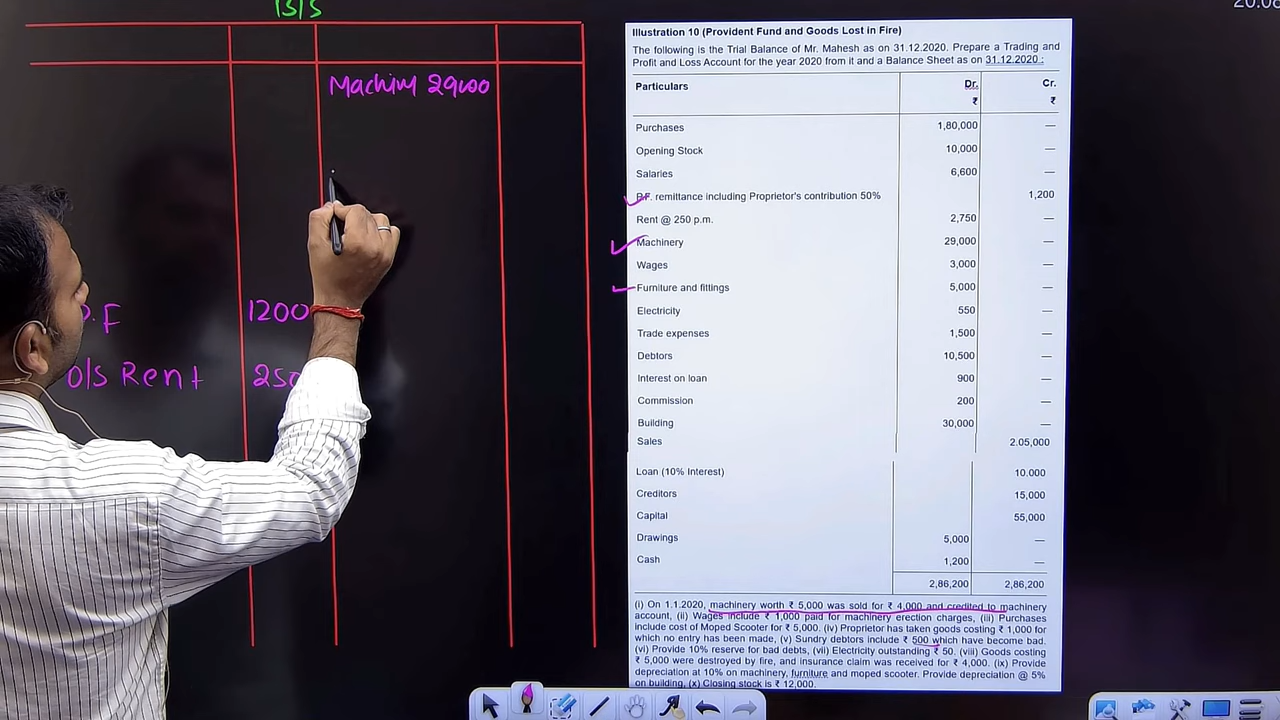 B/S
20:08
Machinery 29000
P.F 1200
o/s Rent 250
Illustration 10 (Provident Fund and Goods Lost in Fire)
The following is the Trial Balance of Mr. Mahesh as on 31.12.2020. Prepare a Trading and
Profit and Loss Account for the year 2020 from it and a Balance Sheet as on 31.12.2020 :
Particulars Dr. Cr.
₹ ₹
Purchases 1,80,000 —
Opening Stock 10,000 —
Salaries 6,600 —
P.F. remittance including Proprietor's contribution 50% 1,200
Rent @ 250 p.m. 2,750 —
Machinery 29,000 —
Wages 3,000 —
Furniture and fittings 5,000 —
Electricity 550 —
Trade expenses 1,500 —
Debtors 10,500 —
Interest on loan 900 —
Commission 200 —
Building 30,000 —
Sales 2.05,000
Loan (10% Interest) 10.000
Creditors 15,000
Capital 55,000
Drawings 5,000 —
Cash 1,200 —
2,86,200 2,86,200
(i) On 1.1.2020, machinery worth ₹ 5,000 was sold for ₹ 4,000 and credited to machinery
account, (ii) Wages include ₹ 1,000 paid for machinery erection charges, (iii) Purchases
include cost of Moped Scooter for ₹ 5,000. (iv) Proprietor has taken goods costing ₹ 1,000 for
which no entry has been made, (v) Sundry debtors include ₹ 500 which have become bad.
(vi) Provide 10% reserve for bad debts, (vii) Electricity outstanding ₹ 50. (viii) Goods costing
₹ 5,000 were destroyed by fire, and insurance claim was received for ₹ 4,000. (ix) Provide
depreciation at 10% on machinery, furniture and moped scooter. Provide depreciation @ 5%
on building, (x) Closing stock is ₹ 12,000.